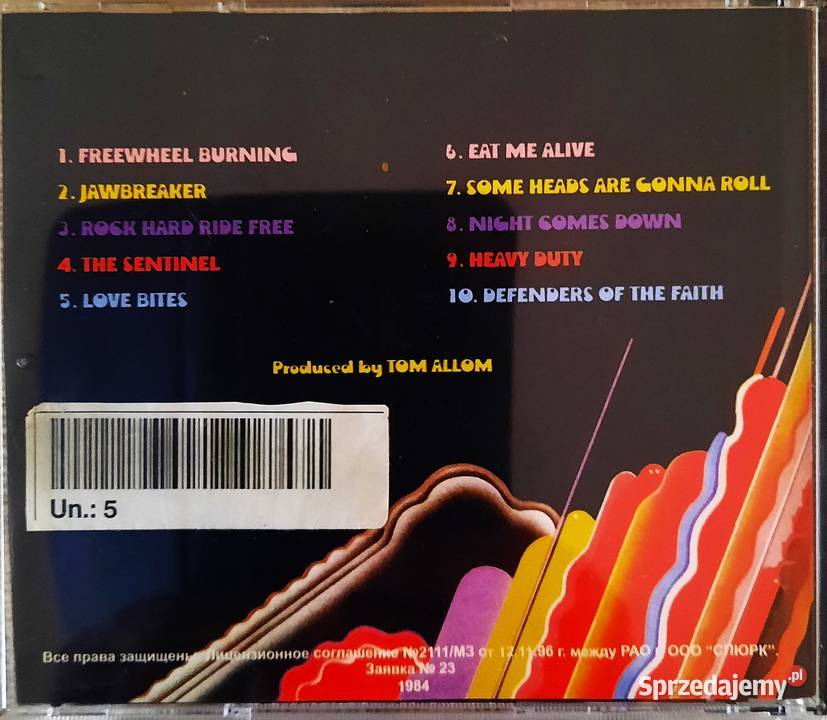 1. FREEWHEEL BURNING
2. JAWBREAKER
3. ROCK HARD RIDE FREE
4. THE SENTINEL
5. LOVE BITES
6. EAT ME ALIVE
7. SOME HEADS ARE GONNA ROLL
8. NIGHT COMES DOWN
9. HEAVY DUTY
10. DEFENDERS OF THE FAITH
Produced by TOM ALLOM
Un.: 5
Все права защищены. Лицензионное соглашение №2111/МЗ от 12.11.96 г. между РАО ООО "СЛЮРК".
Заявка № 23
1984
Sprzedajemy.pl